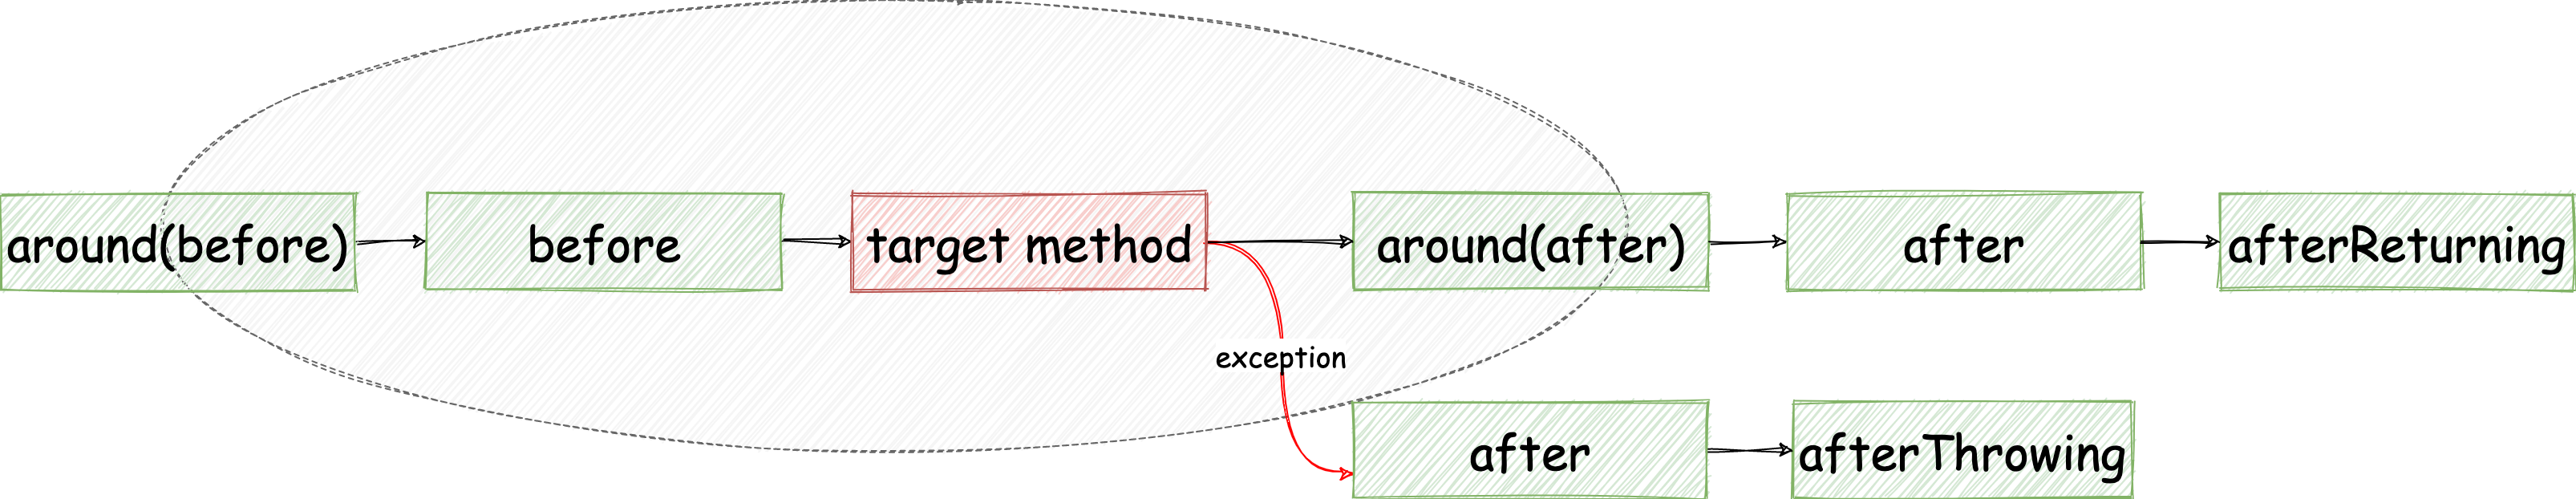 around(before)
before
target method
around(after)
after
afterReturning
exception
after
afterThrowing